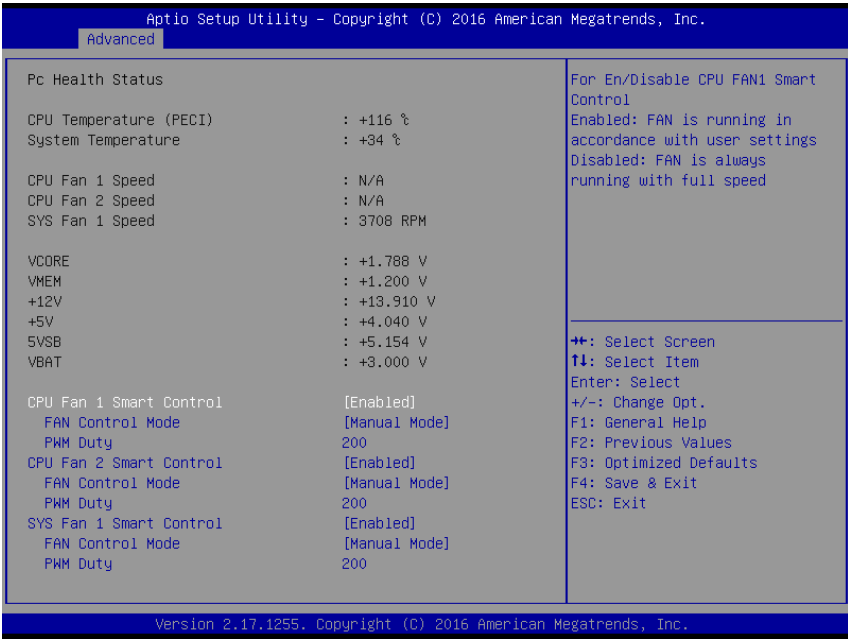 Aptio Setup Utility – Copyright (C) 2016 American Megatrends, Inc.
Advanced
Pc Health Status
CPU Temperature (PECI) : +116 ℃
System Temperature : +34 ℃
CPU Fan 1 Speed : N/A
CPU Fan 2 Speed : N/A
SYS Fan 1 Speed : 3708 RPM
VCORE : +1.788 V
VMEM : +1.200 V
+12V : +13.910 V
+5V : +4.040 V
5VSB : +5.154 V
VBAT : +3.000 V
CPU Fan 1 Smart Control [Enabled]
FAN Control Mode [Manual Mode]
PWM Duty 200
CPU Fan 2 Smart Control [Enabled]
FAN Control Mode [Manual Mode]
PWM Duty 200
SYS Fan 1 Smart Control [Enabled]
FAN Control Mode [Manual Mode]
PWM Duty 200
For En/Disable CPU FAN1 Smart
Control
Enabled: FAN is running in
accordance with user settings
Disabled: FAN is always
running with full speed
→←: Select Screen
↑↓: Select Item
Enter: Select
+/-: Change Opt.
F1: General Help
F2: Previous Values
F3: Optimized Defaults
F4: Save & Exit
ESC: Exit
Version 2.17.1255. Copyright (C) 2016 American Megatrends, Inc.